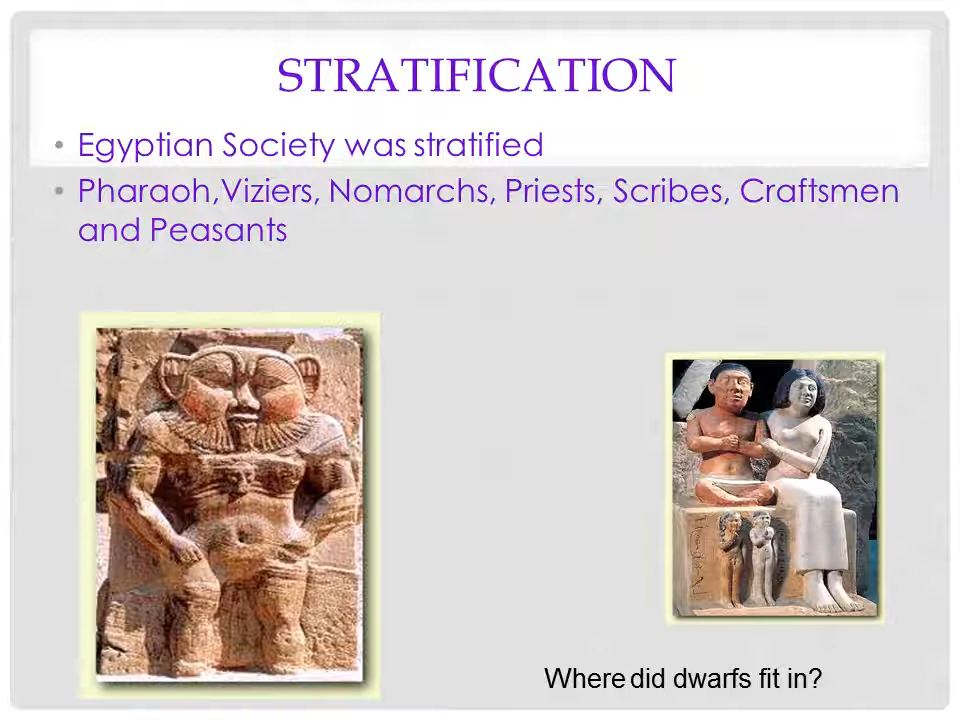 STRATIFICATION
• Egyptian Society was stratified
• Pharaoh,Viziers, Nomarchs, Priests, Scribes, Craftsmen
and Peasants
Where did dwarfs fit in?